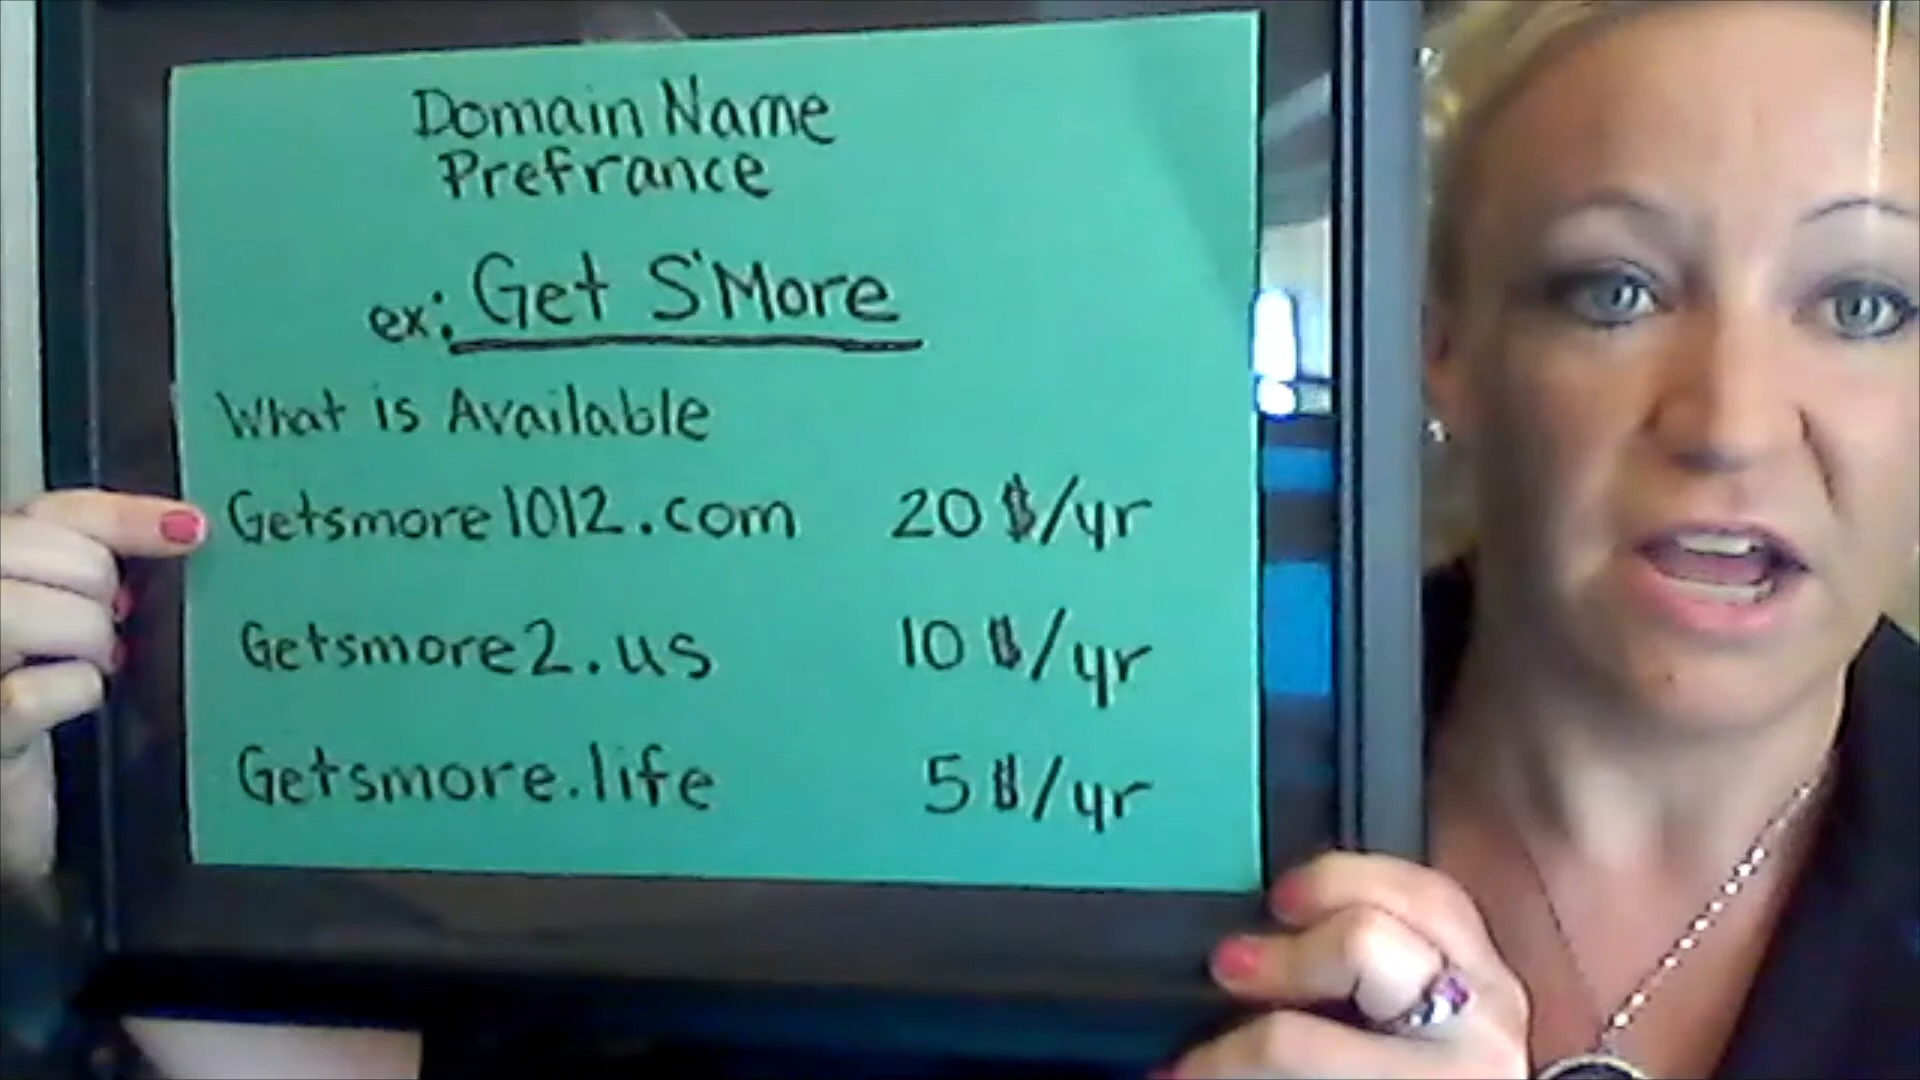 Domain Name
Prefrance
ex: Get S'More
What is Available
Getsmore1012.com 20 $/yr
Getsmore2.us 10 $/yr
Getsmore.life 5 $/yr